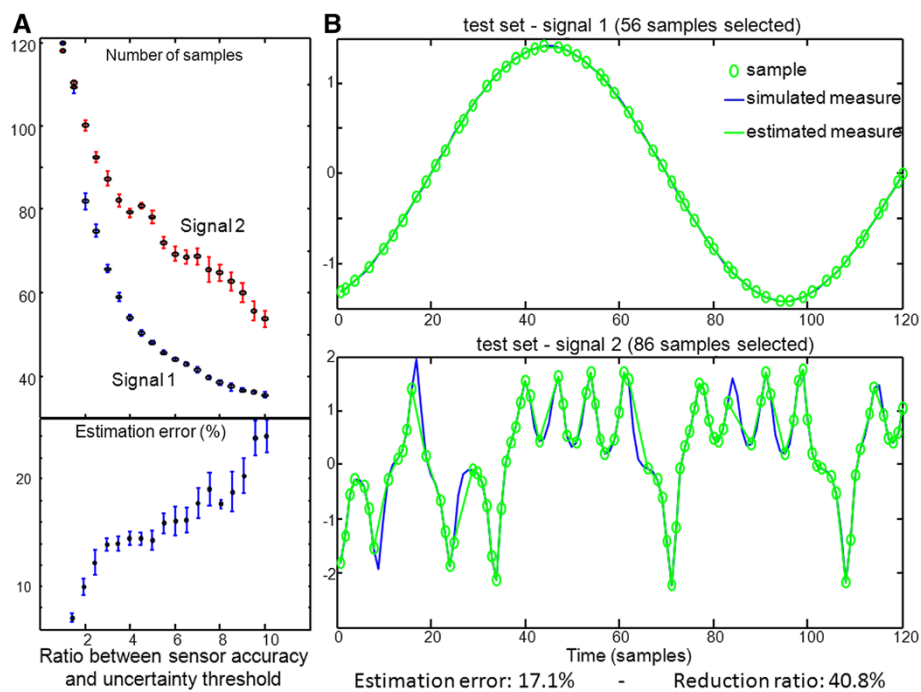 A
Number of samples
120
100
80
60
40
Signal 2
Signal 1
Estimation error (%)
20
10
2 4 6 8 10
Ratio between sensor accuracy
and uncertainty threshold
B
test set - signal 1 (56 samples selected)
sample
simulated measure
estimated measure
1
0
-1
0 20 40 60 80 100 120
test set - signal 2 (86 samples selected)
2
1
0
-1
-2
0 20 40 60 80 100 120
Time (samples)
Estimation error: 17.1% - Reduction ratio: 40.8%